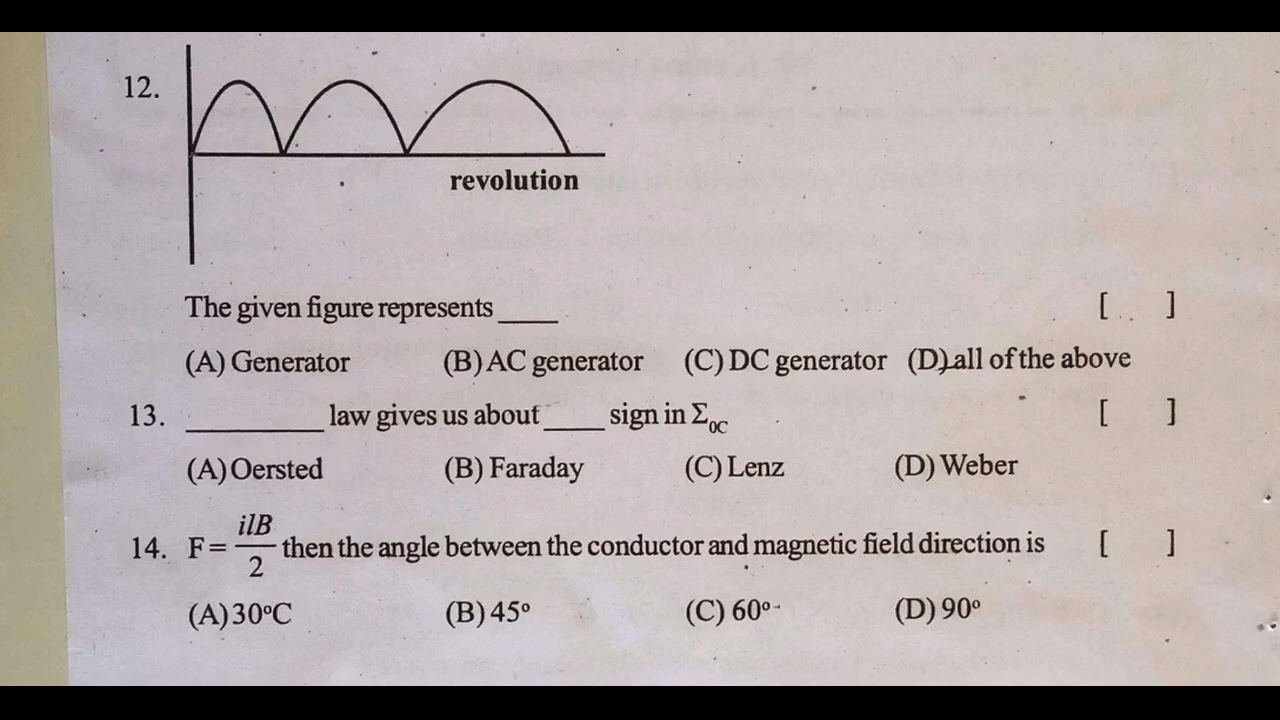 12.
revolution
The given figure represents ____ [ ]
(A) Generator (B) AC generator (C) DC generator (D) all of the above
13. __________ law gives us about ____ sign in Σ₀C [ ]
(A) Oersted (B) Faraday (C) Lenz (D) Weber
14. F = ilB/2 then the angle between the conductor and magnetic field direction is [ ]
(A) 30°C (B) 45° (C) 60° (D) 90°